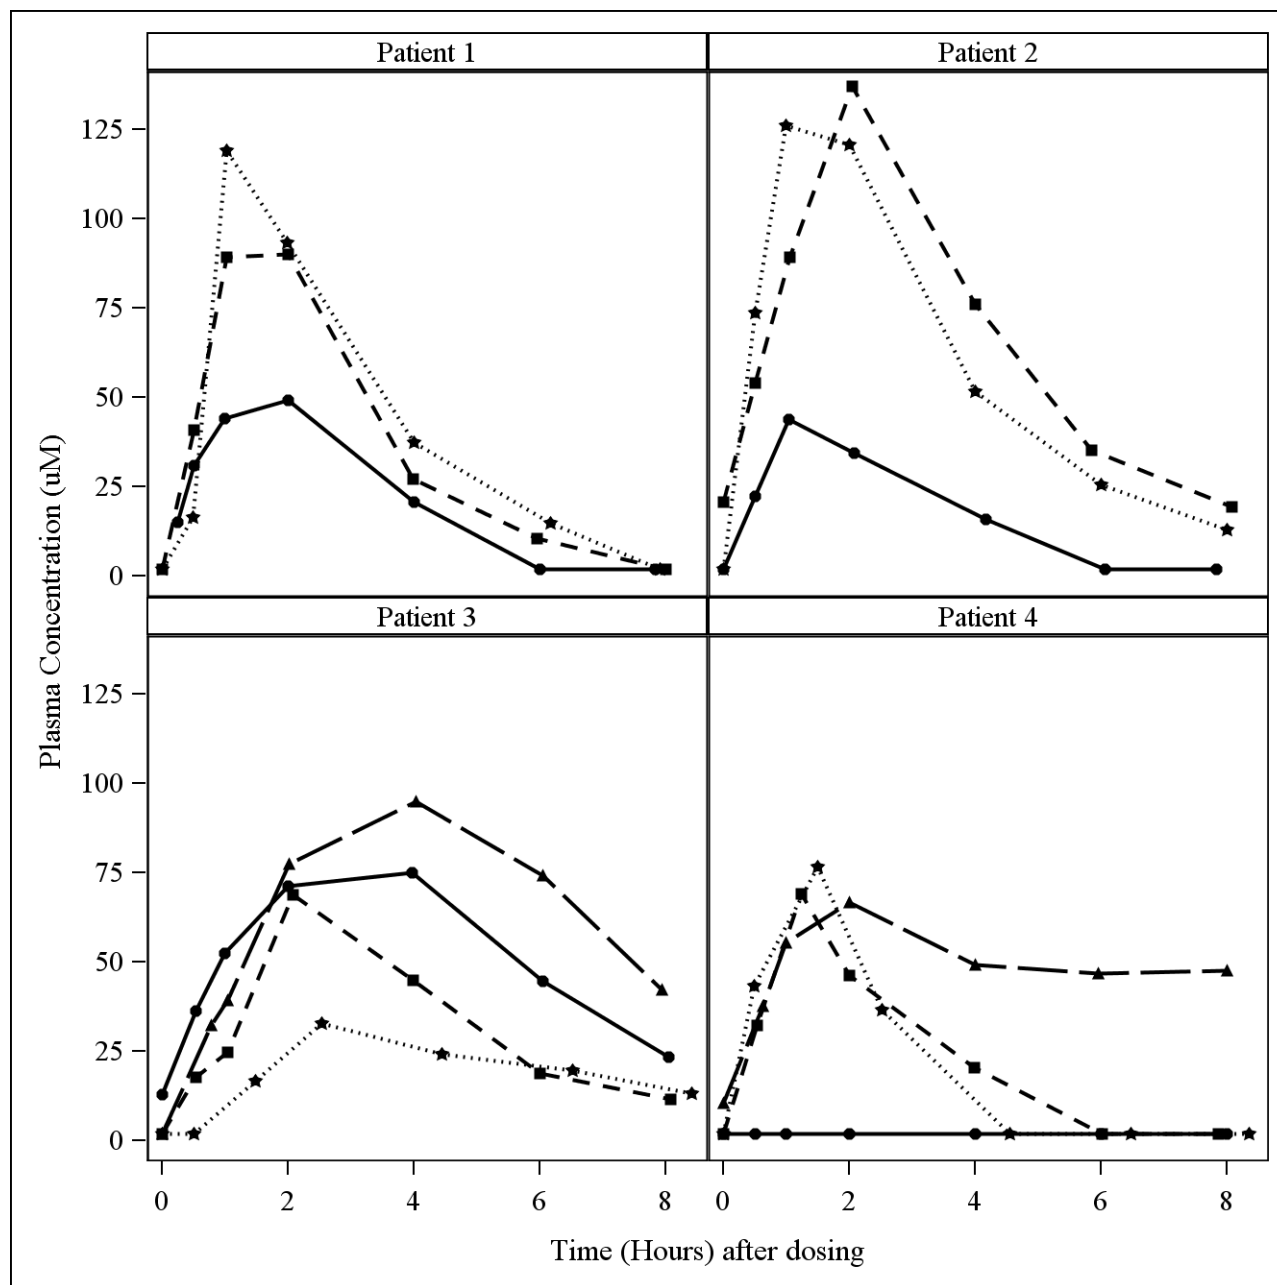 Patient 1
Patient 2
125
100
75
50
25
0
Patient 3
Patient 4
125
100
75
50
25
0
Plasma Concentration (uM)
0 2 4 6 8
0 2 4 6 8
Time (Hours) after dosing